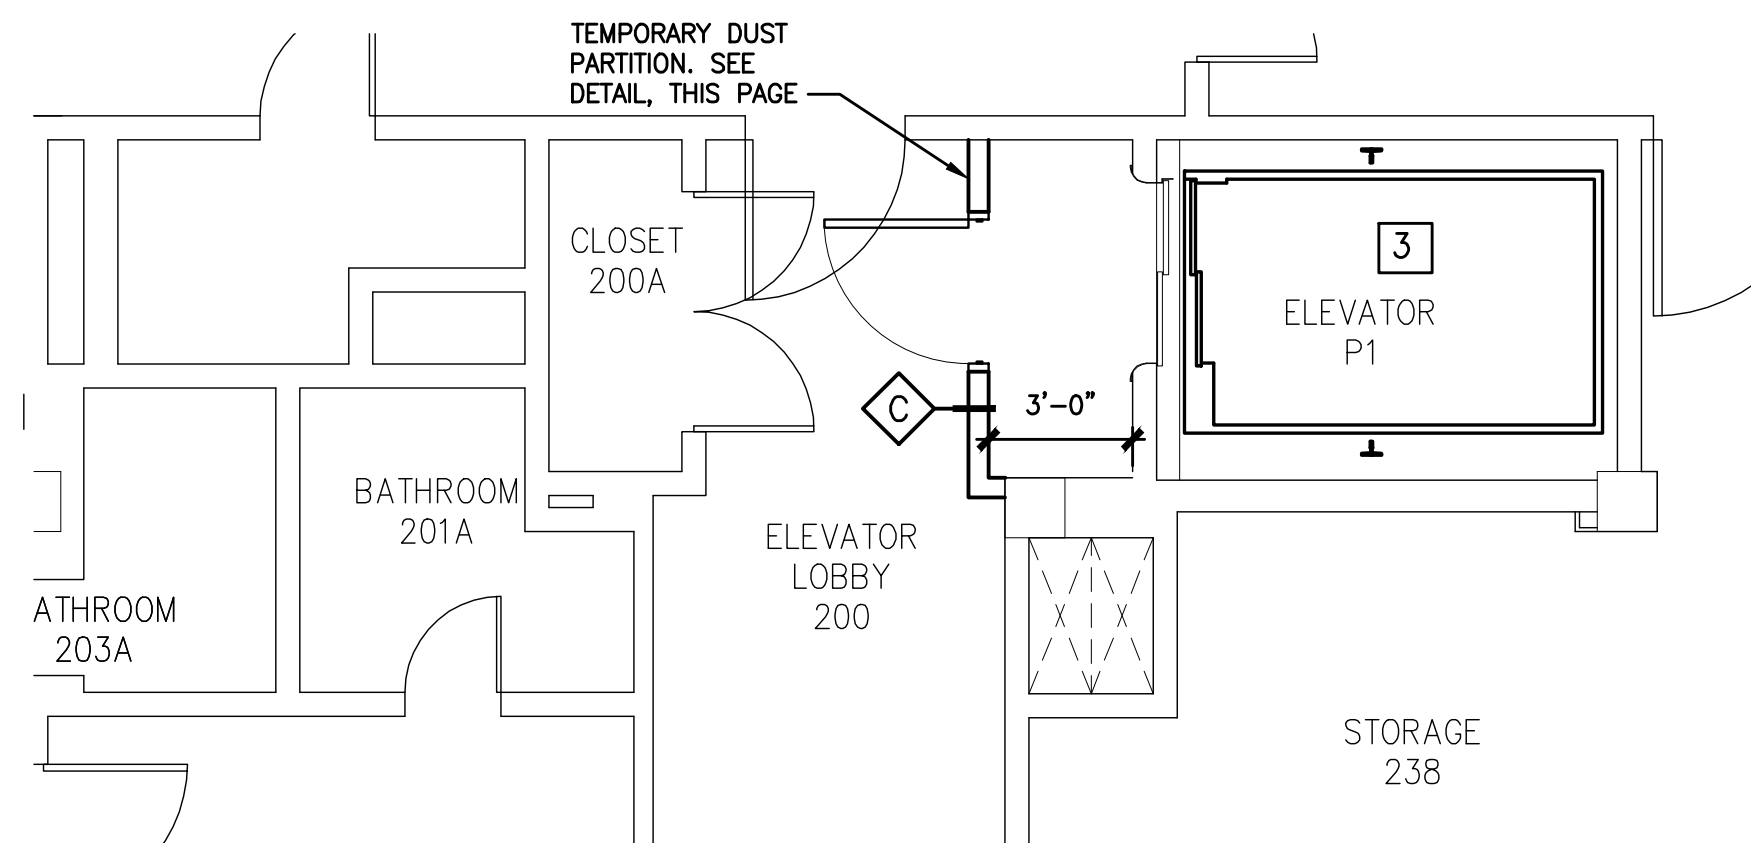 TEMPORARY DUST
PARTITION. SEE
DETAIL, THIS PAGE
CLOSET
200A
3
ELEVATOR
P1
C
3'-0"
BATHROOM
201A
ELEVATOR
LOBBY
200
ATHROOM
203A
STORAGE
238